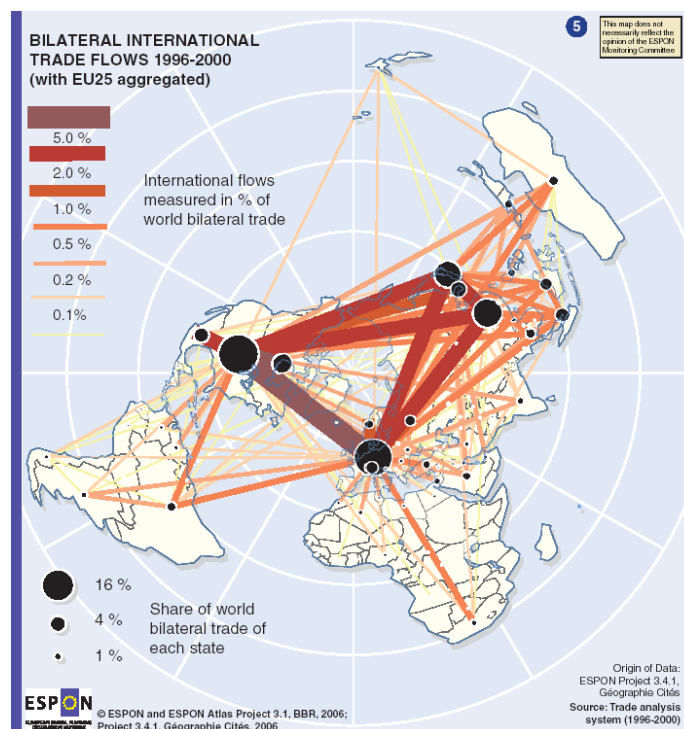 BILATERAL INTERNATIONAL
TRADE FLOWS 1996-2000
(with EU25 aggregated)
5
This map does not
necessarily reflect the
opinion of the ESPON
Monitoring Committee
5.0 %
2.0 %
1.0 %
0.5 %
0.2 %
0.1%
International flows
measured in % of
world bilateral trade
16 %
4 %
1 %
Share of world
bilateral trade of
each state
Origin of Data:
ESPON Project 3.4.1,
Géographie Cités
Source: Trade analysis
system (1996-2000)
ESPON
© ESPON and ESPON Atlas Project 3.1, BBR, 2006;
Project 3.4.1, Géographie Cités, 2006